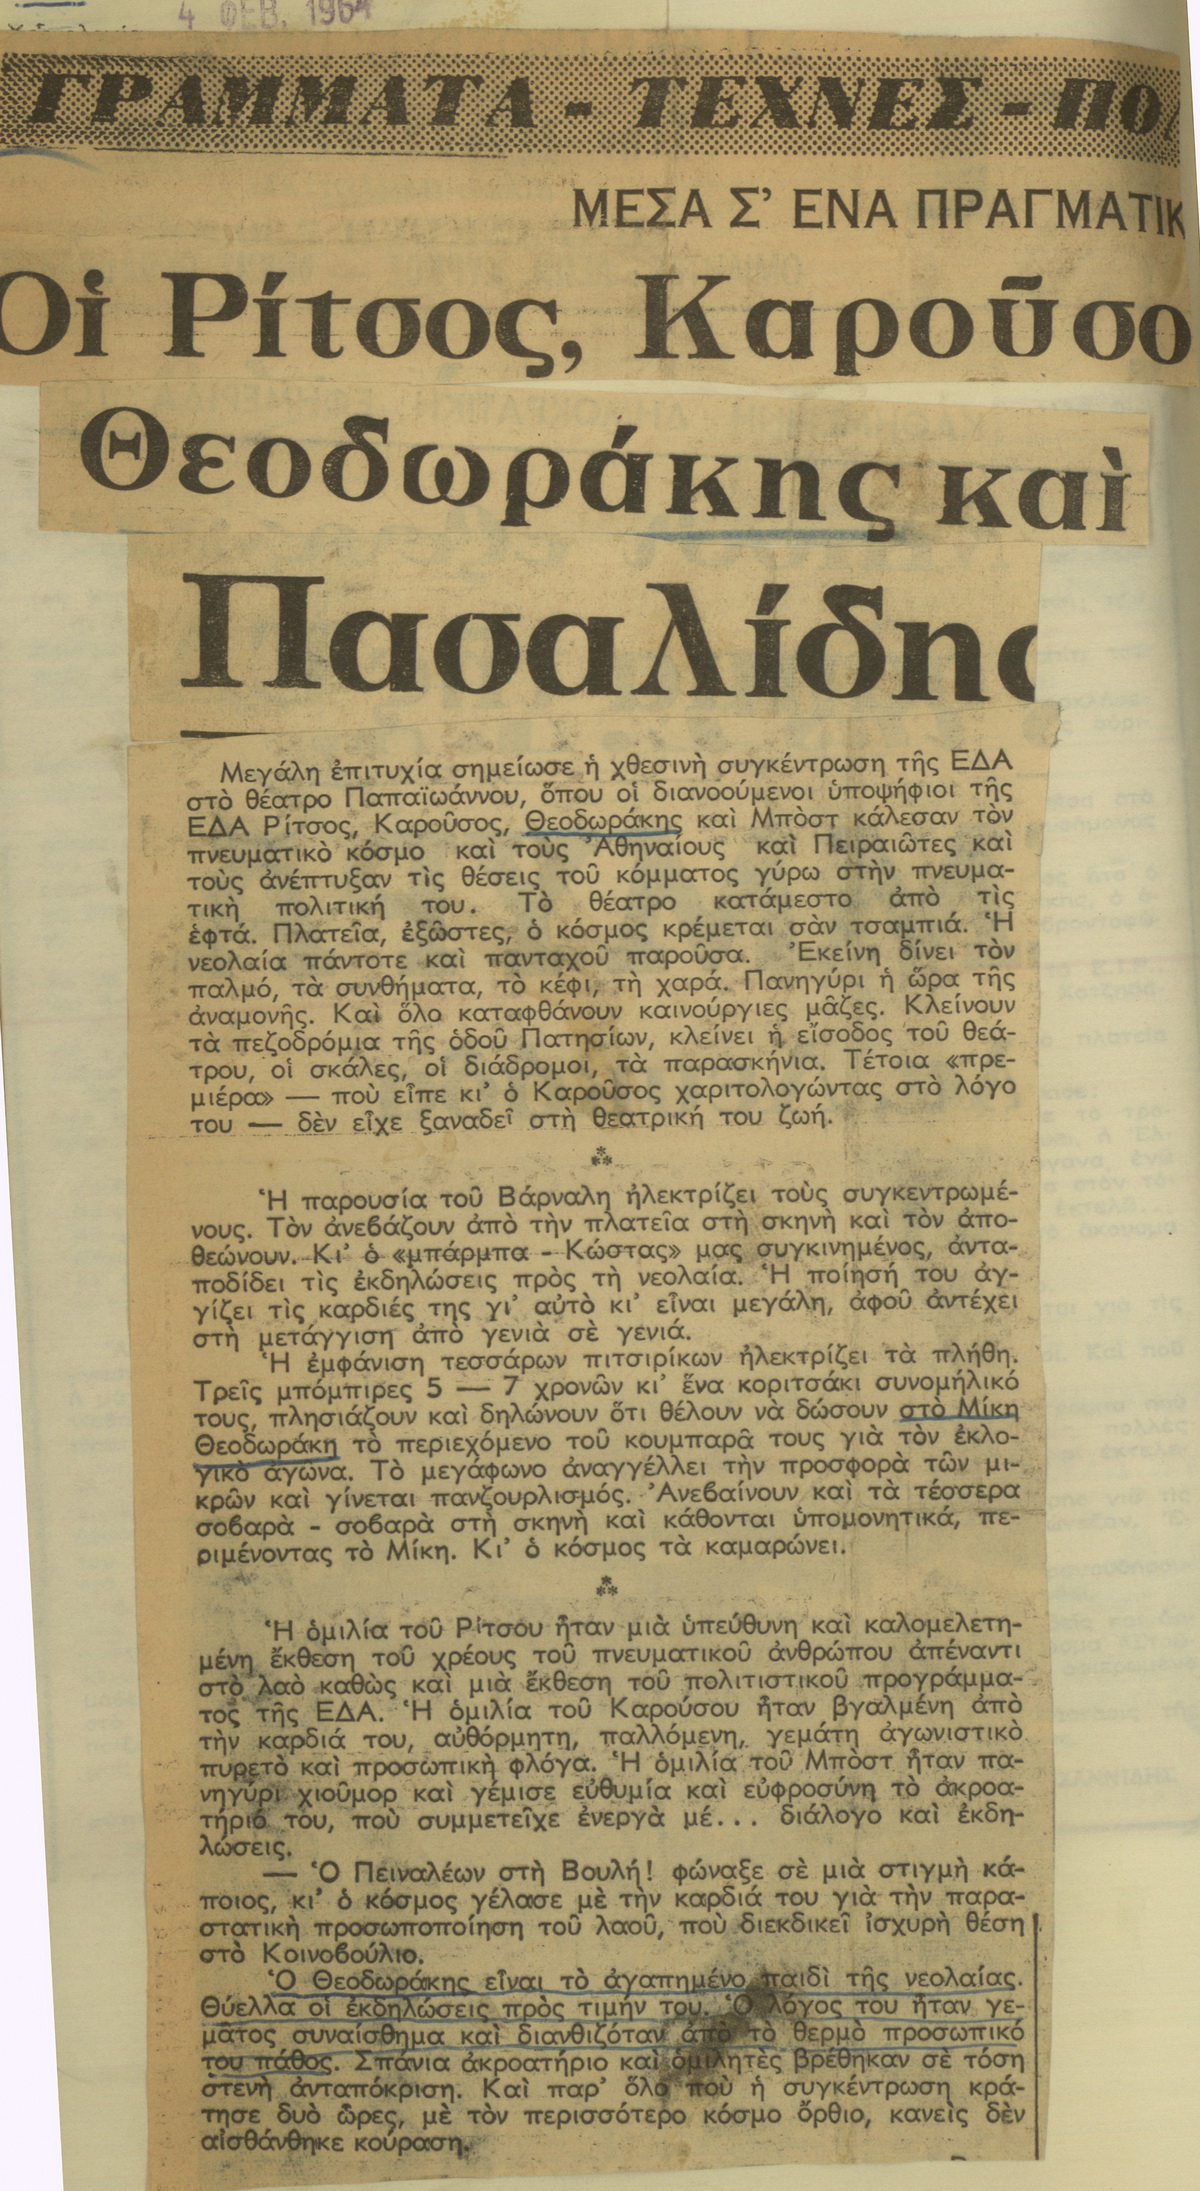 4 ΦΕΒ. 1964
ΓΡΑΜΜΑΤΑ - ΤΕΧΝΕΣ - ΠΟ
ΜΕΣΑ Σ' ΕΝΑ ΠΡΑΓΜΑΤΙΚ
Οἱ Ρίτσος, Καροῦσο
Θεοδωράκης καὶ
Πασαλίδης
Μεγάλη ἐπιτυχία σημείωσε ἡ χθεσινὴ συγκέντρωση τῆς ΕΔΑ
στὸ θέατρο Παπαϊωάννου, ὅπου οἱ διανοούμενοι ὑποψήφιοι τῆς
ΕΔΑ Ρίτσος, Καροῦσος, Θεοδωράκης καὶ Μπὸστ κάλεσαν τὸν
πνευματικὸ κόσμο καὶ τοὺς Ἀθηναίους καὶ Πειραιῶτες καὶ
τοὺς ἀνέπτυξαν τὶς θέσεις τοῦ κόμματος γύρω στὴν πνευμα-
τικὴ πολιτική του. Τὸ θέατρο κατάμεστο ἀπὸ τὶς
ἑφτά. Πλατεῖα, ἐξῶστες, ὁ κόσμος κρέμεται σὰν τσαμπιά. Ἡ
νεολαία πάντοτε καὶ πανταχοῦ παροῦσα. Ἐκείνη δίνει τὸν
παλμό, τὰ συνθήματα, τὸ κέφι, τὴ χαρά. Πανηγύρι ἡ ὥρα τῆς
ἀναμονῆς. Καὶ ὅλο καταφθάνουν καινούργιες μᾶζες. Κλείνουν
τὰ πεζοδρόμια τῆς ὁδοῦ Πατησίων, κλείνει ἡ εἴσοδος τοῦ θεά-
τρου, οἱ σκάλες, οἱ διάδρομοι, τὰ παρασκήνια. Τέτοια «πρε-
μιέρα» — ποὺ εἶπε κι' ὁ Καροῦσος χαριτολογώντας στὸ λόγο
του — δὲν εἶχε ξαναδεῖ στὴ θεατρική του ζωή.
⁂
Ἡ παρουσία τοῦ Βάρναλη ἠλεκτρίζει τοὺς συγκεντρωμέ-
νους. Τὸν ἀνεβάζουν ἀπὸ τὴν πλατεῖα στὴ σκηνὴ καὶ τὸν ἀπο-
θεώνουν. Κι' ὁ «μπάρμπα - Κώστας» μας συγκινημένος, ἀντα-
ποδίδει τὶς ἐκδηλώσεις πρὸς τὴ νεολαία. Ἡ ποίησή του ἀγ-
γίζει τὶς καρδιές της γι' αὐτὸ κι' εἶναι μεγάλη, ἀφοῦ ἀντέχει
στὴ μετάγγιση ἀπὸ γενιὰ σὲ γενιά.
Ἡ ἐμφάνιση τεσσάρων πιτσιρίκων ἠλεκτρίζει τὰ πλήθη.
Τρεῖς μπόμπιρες 5 — 7 χρονῶν κι' ἕνα κοριτσάκι συνομήλικό
τους, πλησιάζουν καὶ δηλώνουν ὅτι θέλουν νὰ δώσουν στὸ Μίκη
Θεοδωράκη τὸ περιεχόμενο τοῦ κουμπαρᾶ τους γιὰ τὸν ἐκλο-
γικὸ ἀγώνα. Τὸ μεγάφωνο ἀναγγέλλει τὴν προσφορὰ τῶν μι-
κρῶν καὶ γίνεται πανζουρλισμός. Ἀνεβαίνουν καὶ τὰ τέσσερα
σοβαρὰ - σοβαρὰ στὴ σκηνὴ καὶ κάθονται ὑπομονητικά, πε-
ριμένοντας τὸ Μίκη. Κι' ὁ κόσμος τὰ καμαρώνει.
⁂
Ἡ ὁμιλία τοῦ Ρίτσου ἦταν μιὰ ὑπεύθυνη καὶ καλομελετη-
μένη ἔκθεση τοῦ χρέους τοῦ πνευματικοῦ ἀνθρώπου ἀπέναντι
στὸ λαὸ καθὼς καὶ μιὰ ἔκθεση τοῦ πολιτιστικοῦ προγράμμα-
τος τῆς ΕΔΑ. Ἡ ὁμιλία τοῦ Καρούσου ἦταν βγαλμένη ἀπὸ
τὴν καρδιά του, αὐθόρμητη, παλλόμενη, γεμάτη ἀγωνιστικὸ
πυρετὸ καὶ προσωπικὴ φλόγα. Ἡ ὁμιλία τοῦ Μπὸστ ἦταν πα-
νηγύρι χιοῦμορ καὶ γέμισε εὐθυμία καὶ εὐφροσύνη τὸ ἀκροα-
τήριό του, ποὺ συμμετεῖχε ἐνεργὰ μέ... διάλογο καὶ ἐκδη-
λώσεις.
— Ὁ Πειναλέων στὴ Βουλή! φώναξε σὲ μιὰ στιγμὴ κά-
ποιος, κι' ὁ κόσμος γέλασε μὲ τὴν καρδιά του γιὰ τὴν παρα-
στατικὴ προσωποποίηση τοῦ λαοῦ, ποὺ διεκδικεῖ ἰσχυρὴ θέση
στὸ Κοινοβούλιο.
Ὁ Θεοδωράκης εἶναι τὸ ἀγαπημένο παιδὶ τῆς νεολαίας.
Θύελλα οἱ ἐκδηλώσεις πρὸς τιμήν του. Ὁ λόγος του ἦταν γε-
μᾶτος συναίσθημα καὶ διανθιζόταν ἀπὸ τὸ θερμὸ προσωπικό
του πάθος. Σπάνια ἀκροατήριο καὶ ὁμιλητὲς βρέθηκαν σὲ τόση
στενὴ ἀνταπόκριση. Καὶ παρ' ὅλο ποὺ ἡ συγκέντρωση κρά-
τησε δυὸ ὧρες, μὲ τὸν περισσότερο κόσμο ὄρθιο, κανεὶς δὲν
αἰσθάνθηκε κούραση.